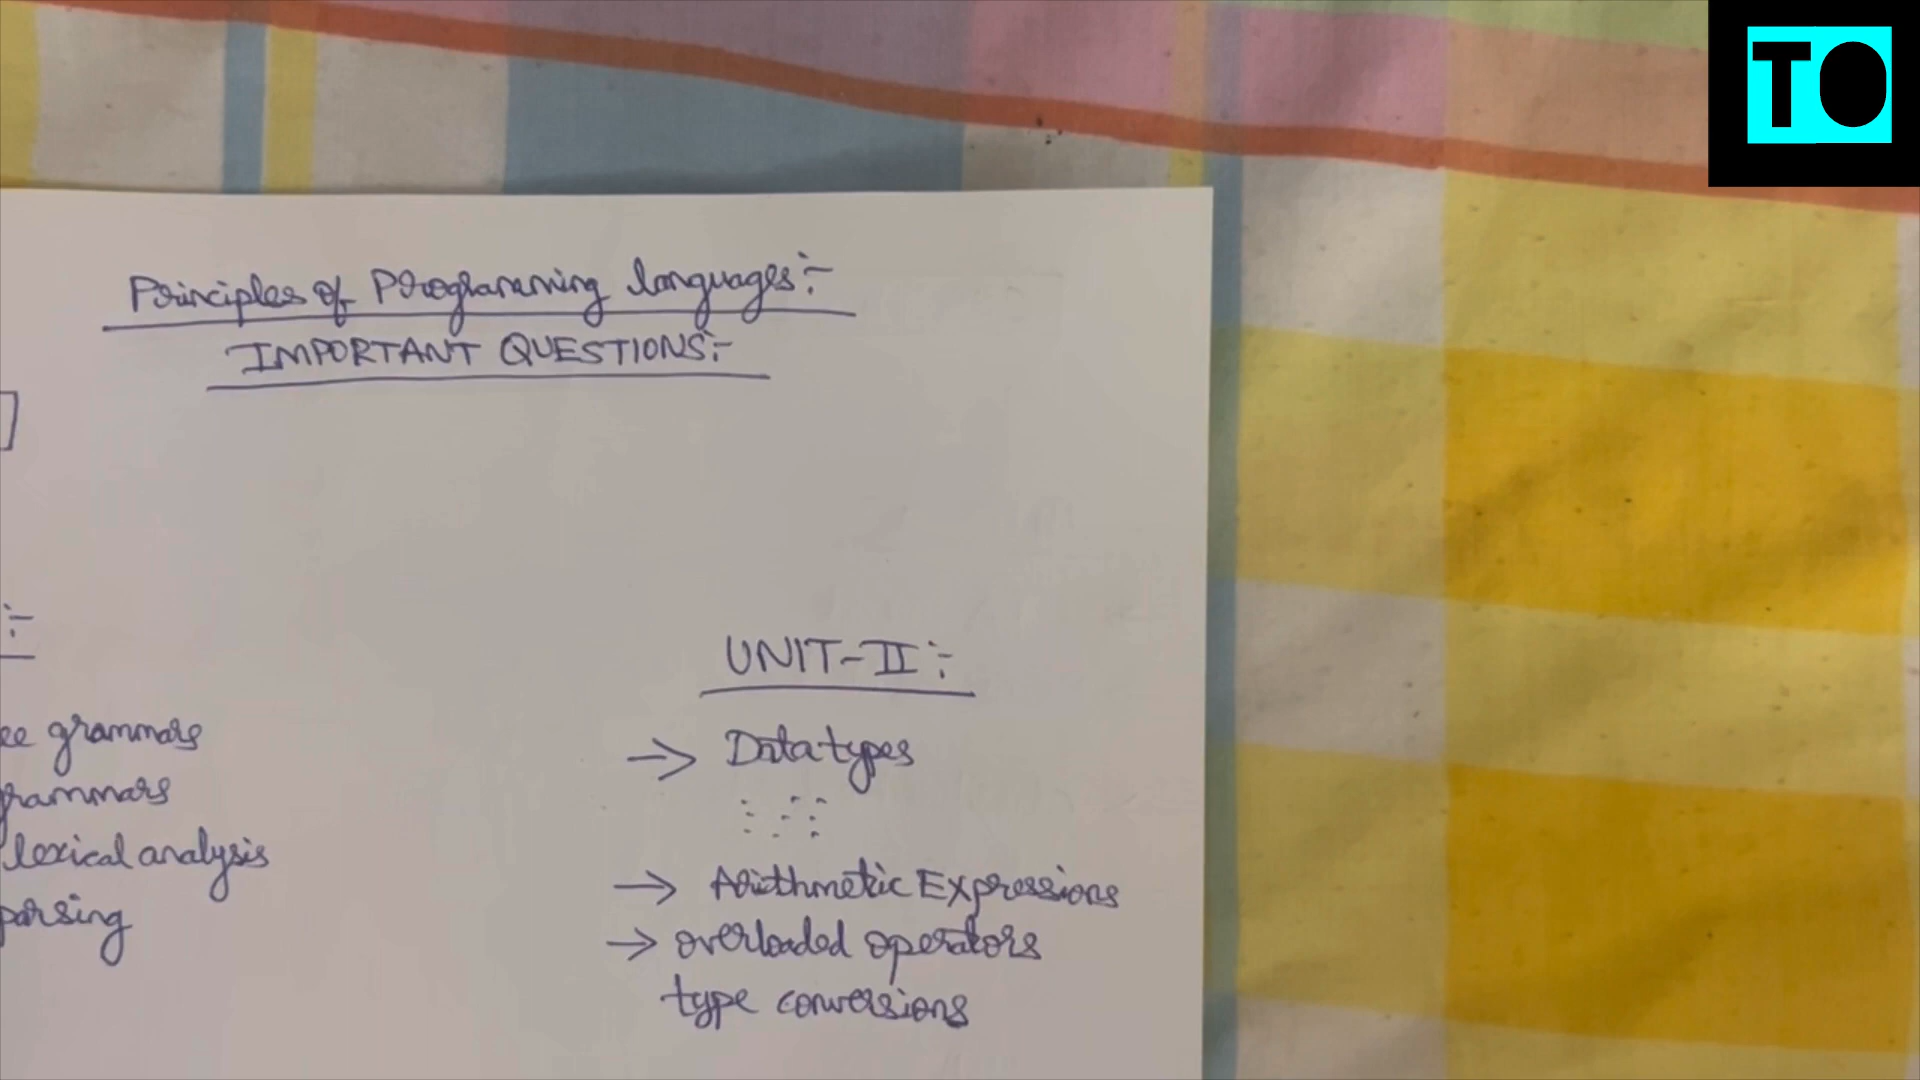 TO
Principles of Programming languages:-
IMPORTANT QUESTIONS:-
:-
ee grammars
grammars
lexical analysis
parsing
UNIT-II:-
→ Data types
→ Arithmetic Expressions
→ overloaded operators
type conversions